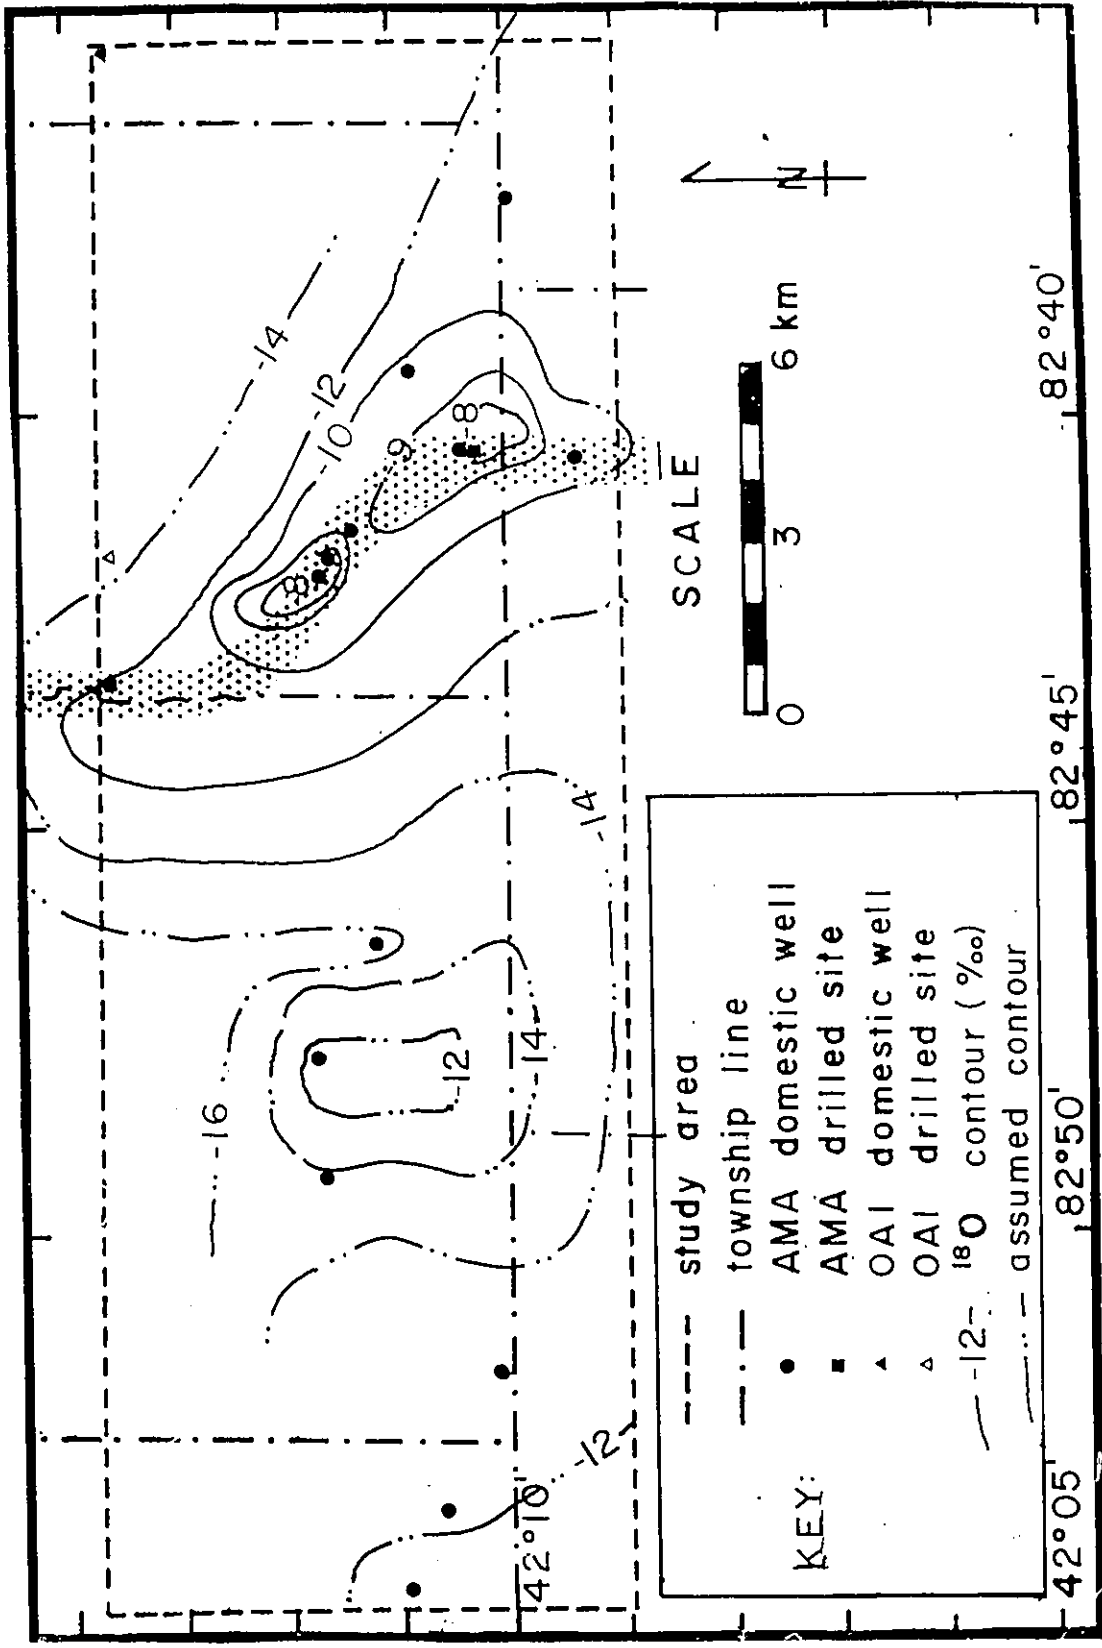 -14
-12
-10
-9
-8
8
-16
-14
-12
-14
-12
42°10'
N
SCALE
0 3 6 km
KEY:
study area
township line
AMA domestic well
AMA drilled site
OAI domestic well
OAI drilled site
-12- ¹⁸O contour (‰)
assumed contour
42°05'
82°50'
82°45'
82°40'